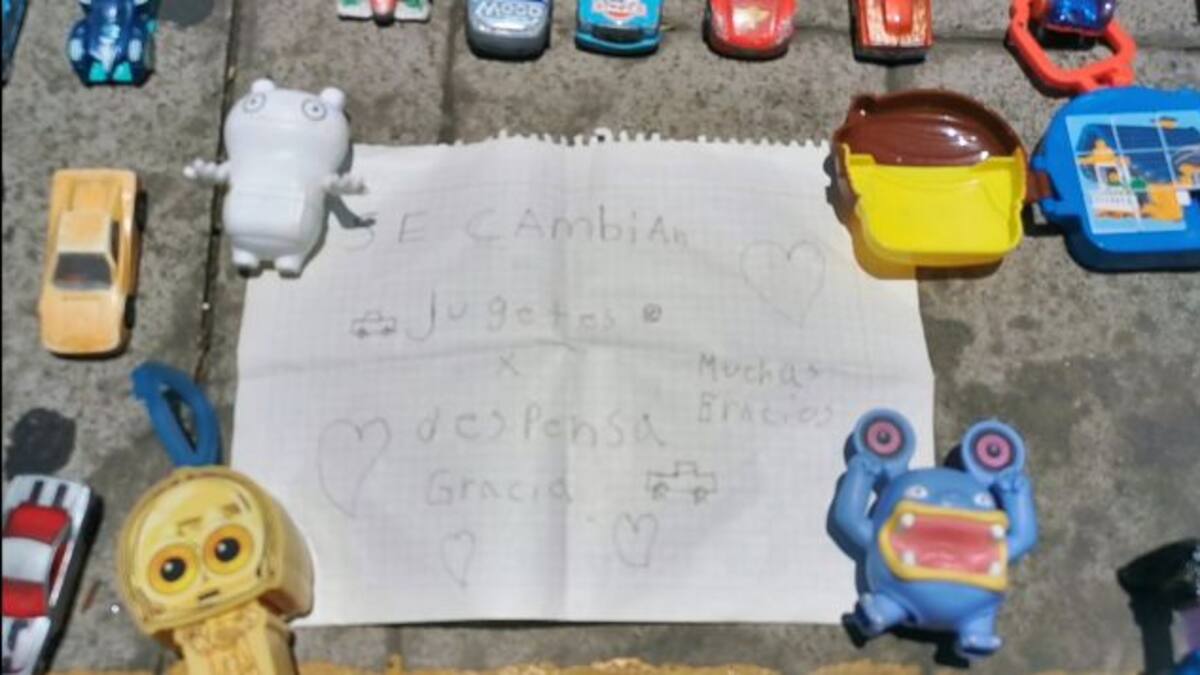 SE CAmbiAn
Jugetes
x
Muchas
Gracias
desPensa
Gracia